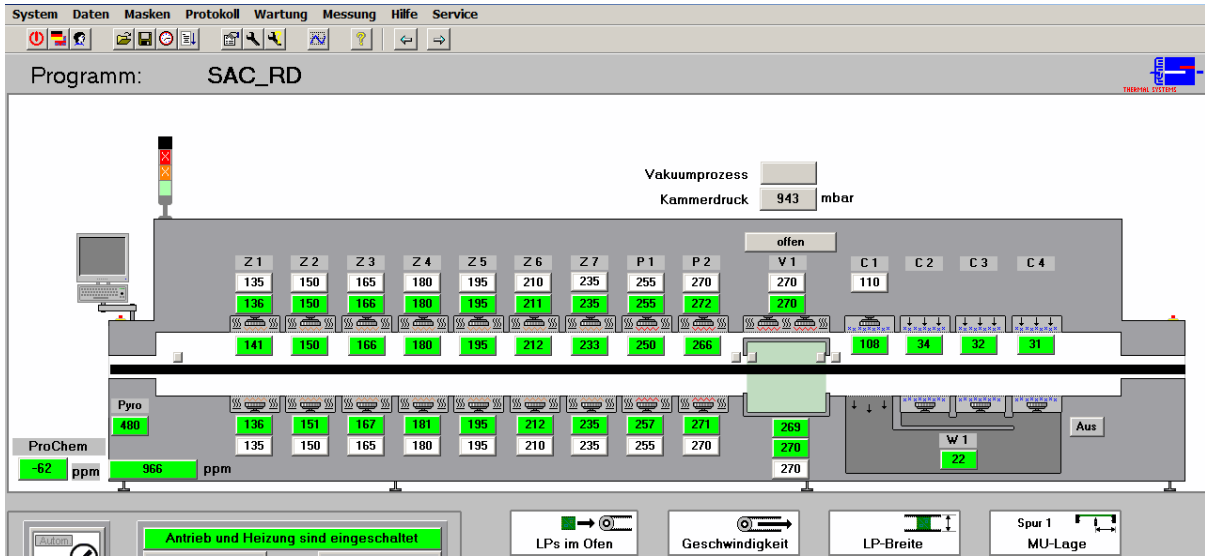 System Daten Masken Protokoll Wartung Messung Hilfe Service
Programm: SAC_RD
THERMAL SYSTEMS
Vakuumprozess
Kammerdruck 943 mbar
offen
Z 1 Z 2 Z 3 Z 4 Z 5 Z 6 Z 7 P 1 P 2 V 1 C 1 C 2 C 3 C 4
135 150 165 180 195 210 235 255 270 270 110
136 150 166 180 195 211 235 255 272 270
141 150 166 180 195 212 233 250 266 108 34 32 31
Pyro
480
136 151 167 181 195 212 235 257 271 269
135 150 165 180 195 210 235 255 270 270
270
Aus
W 1
22
ProChem
-62 ppm 966 ppm
Autom
Antrieb und Heizung sind eingeschaltet
LPs im Ofen
Geschwindigkeit
LP-Breite
Spur 1
MU-Lage